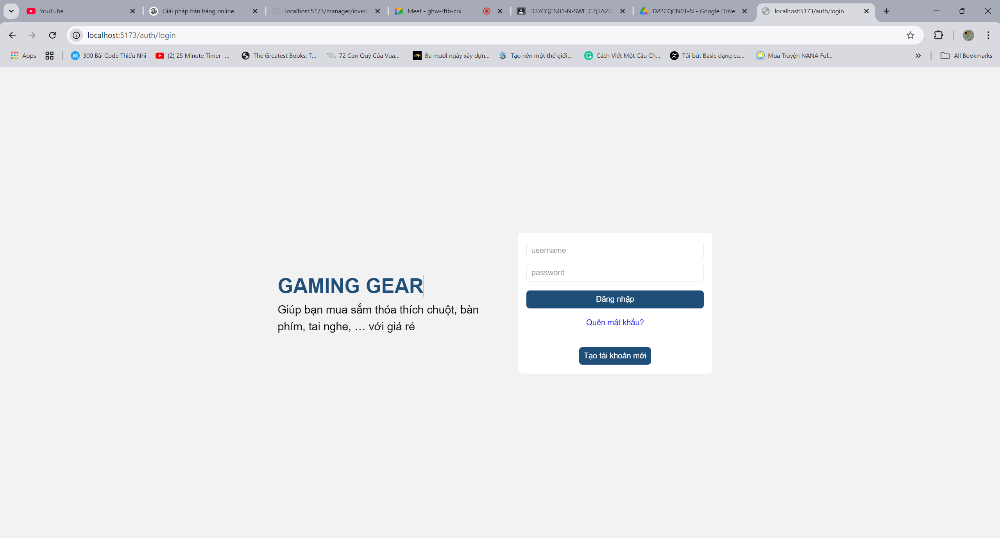 YouTube
Giải pháp bán hàng online
localhost:5173/manager/inven
Meet - ghw-rftb-zrx
D22CQCN01-N-SWE_C2(2A27)
D22CQCN01-N - Google Drive
localhost:5173/auth/login
localhost:5173/auth/login
Apps
300 Bài Code Thiếu Nhi
(2) 25 Minute Timer -...
The Greatest Books: T...
72 Con Quỷ Của Vua...
Ba mươi ngày xây dựn...
Tạo nên một thế giới...
Cách Viết Một Câu Ch...
Túi bút Basic dạng cu...
Mua Truyện NANA Ful...
All Bookmarks
GAMING GEAR
Giúp bạn mua sắm thỏa thích chuột, bàn
phím, tai nghe, … với giá rẻ
username
password
Đăng nhập
Quên mật khẩu?
Tạo tài khoản mới